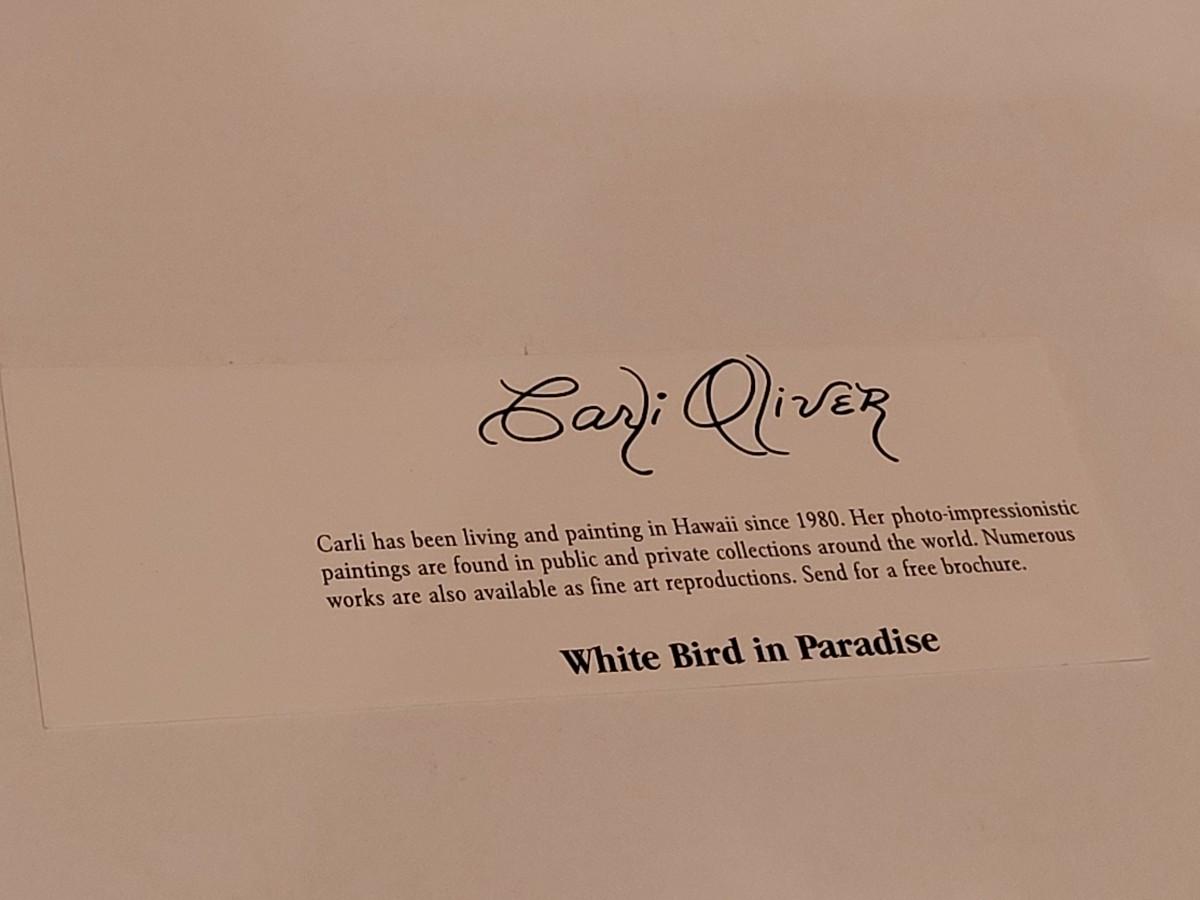 Carli Oliver
Carli has been living and painting in Hawaii since 1980. Her photo-impressionistic
paintings are found in public and private collections around the world. Numerous
works are also available as fine art reproductions. Send for a free brochure.
White Bird in Paradise